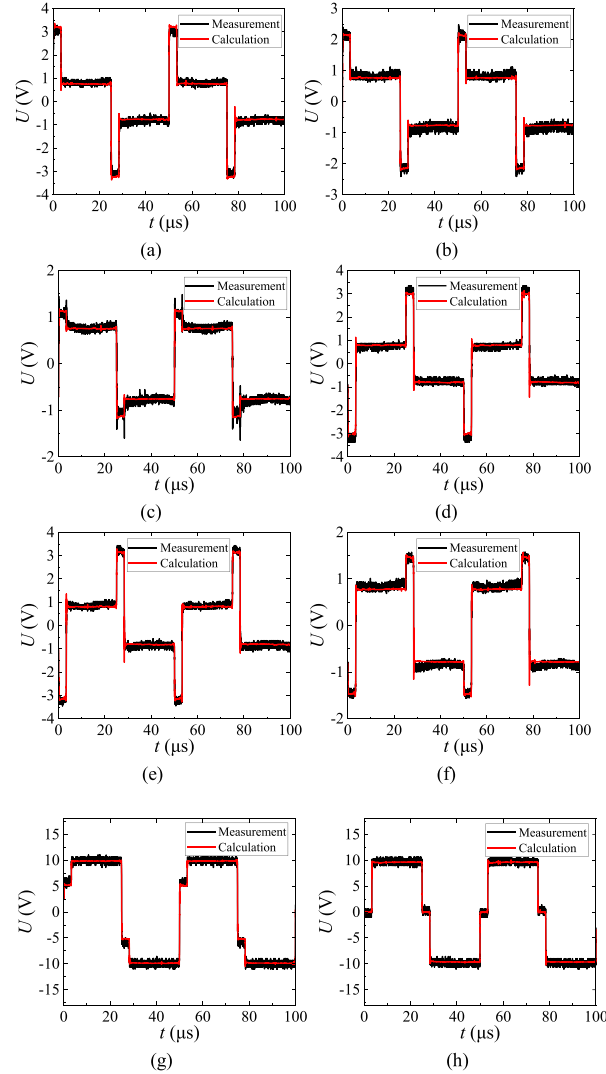 4
3
2
1
0
-1
-2
-3
-4
U (V)
Measurement
Calculation
0 20 40 60 80 100
t (μs)
(a)
3
2
1
0
-1
-2
-3
U (V)
Measurement
Calculation
0 20 40 60 80 100
t (μs)
(b)
2
1
0
-1
-2
U (V)
Measurement
Calculation
0 20 40 60 80 100
t (μs)
(c)
4
3
2
1
0
-1
-2
-3
-4
U (V)
Measurement
Calculation
0 20 40 60 80 100
t (μs)
(d)
4
3
2
1
0
-1
-2
-3
-4
U (V)
Measurement
Calculation
0 20 40 60 80 100
t (μs)
(e)
2
1
0
-1
-2
U (V)
Measurement
Calculation
0 20 40 60 80 100
t (μs)
(f)
15
10
5
0
-5
-10
-15
U (V)
Measurement
Calculation
0 20 40 60 80 100
t (μs)
(g)
15
10
5
0
-5
-10
-15
U (V)
Measurement
Calculation
0 20 40 60 80 100
t (μs)
(h)